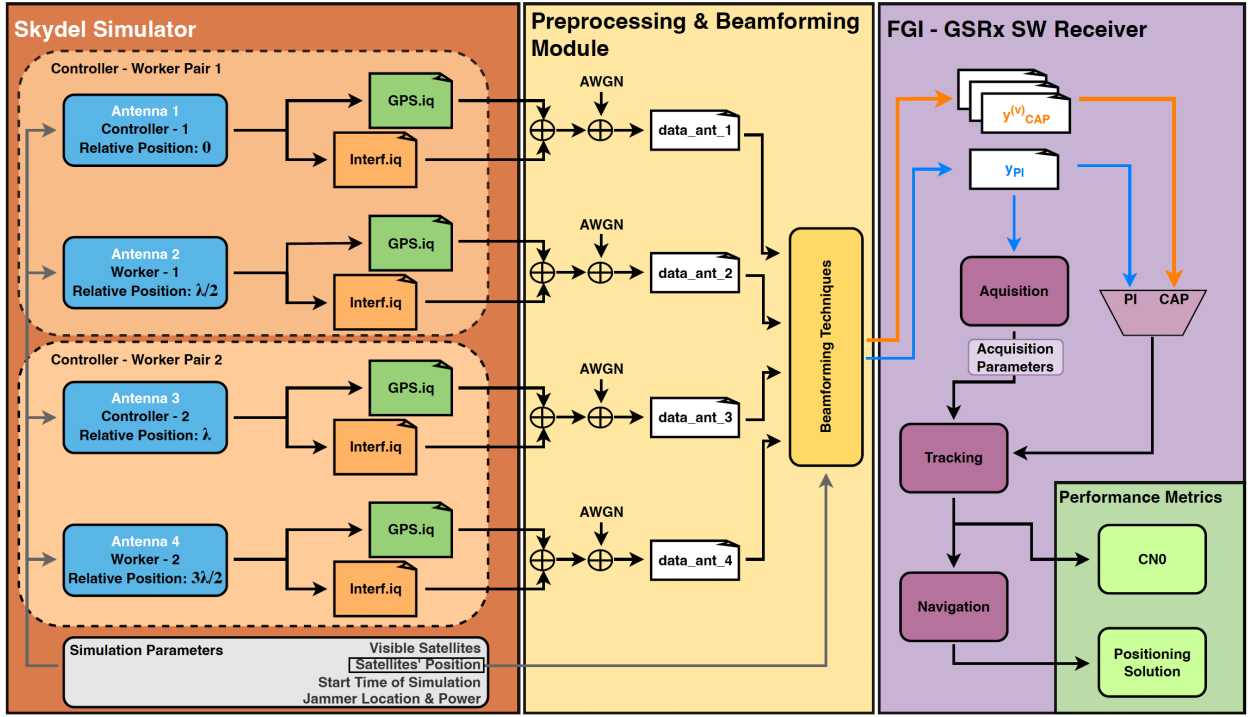 Skydel Simulator
Controller - Worker Pair 1
Antenna 1
Controller - 1
Relative Position: 0
GPS.iq
Interf.iq
Antenna 2
Worker - 1
Relative Position: λ/2
GPS.iq
Interf.iq
Controller - Worker Pair 2
Antenna 3
Controller - 2
Relative Position: λ
GPS.iq
Interf.iq
Antenna 4
Worker - 2
Relative Position: 3λ/2
GPS.iq
Interf.iq
Simulation Parameters
Visible Satellites
Satellites' Position
Start Time of Simulation
Jammer Location & Power
Preprocessing & Beamforming
Module
AWGN
data_ant_1
AWGN
data_ant_2
AWGN
data_ant_3
AWGN
data_ant_4
Beamforming Techniques
FGI - GSRx SW Receiver
y(v)CAP
yPI
Aquisition
PI CAP
Acquisition
Parameters
Tracking
Navigation
Performance Metrics
CN0
Positioning
Solution